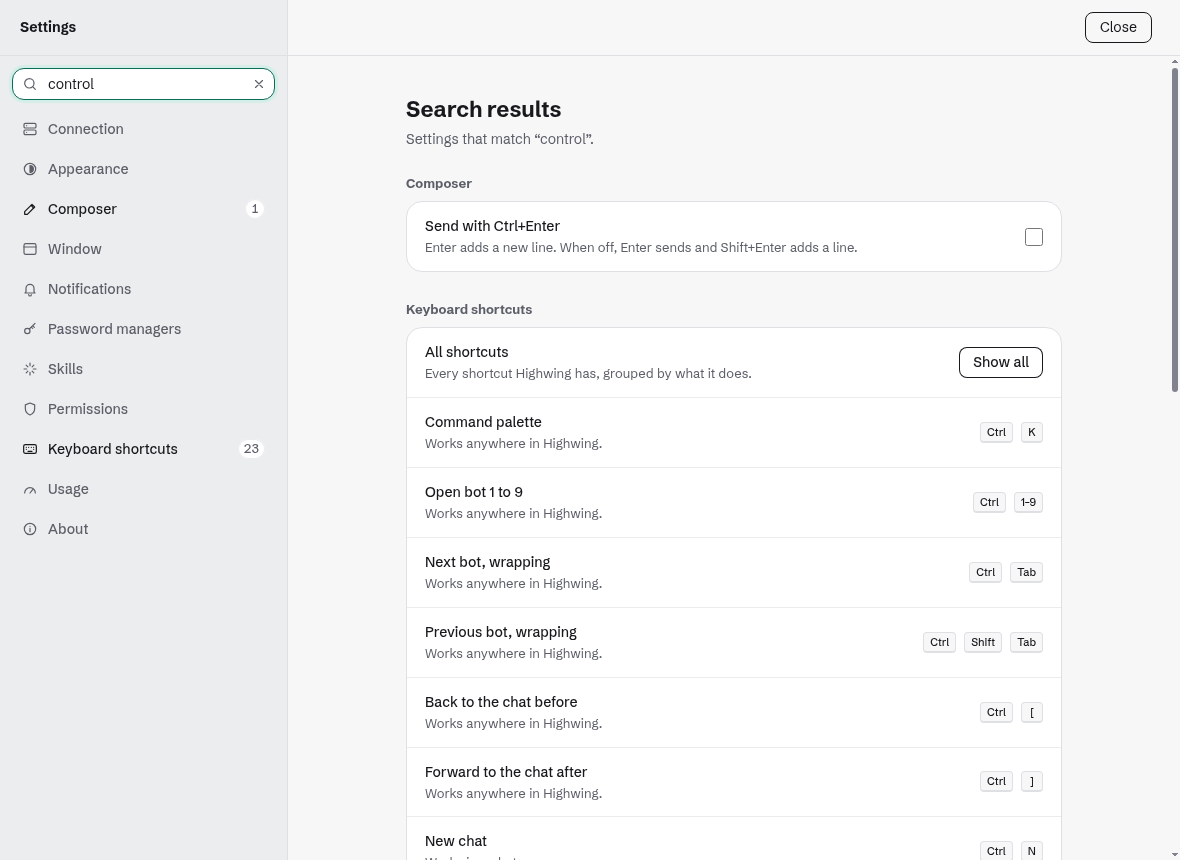 Settings
Close
control
Connection
Appearance
Composer 1
Window
Notifications
Password managers
Skills
Permissions
Keyboard shortcuts 23
Usage
About
Search results
Settings that match “control”.
Composer
Send with Ctrl+Enter
Enter adds a new line. When off, Enter sends and Shift+Enter adds a line.
Keyboard shortcuts
All shortcuts
Every shortcut Highwing has, grouped by what it does.
Show all
Command palette
Works anywhere in Highwing.
Ctrl K
Open bot 1 to 9
Works anywhere in Highwing.
Ctrl 1–9
Next bot, wrapping
Works anywhere in Highwing.
Ctrl Tab
Previous bot, wrapping
Works anywhere in Highwing.
Ctrl Shift Tab
Back to the chat before
Works anywhere in Highwing.
Ctrl [
Forward to the chat after
Works anywhere in Highwing.
Ctrl ]
New chat
Ctrl N